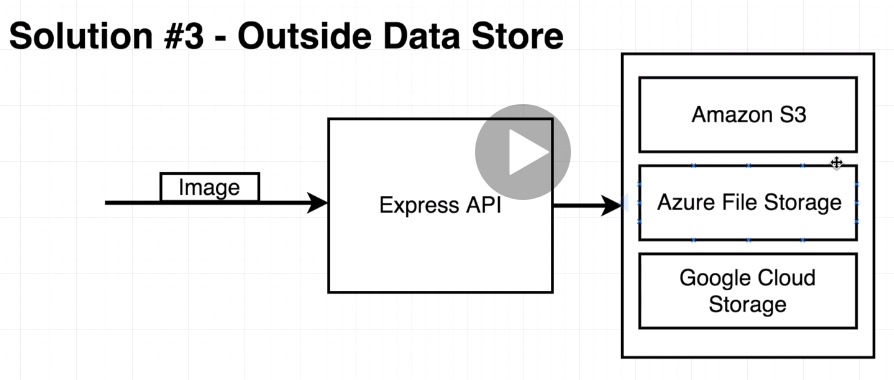 Solution #3 - Outside Data Store
Image
Express API
Amazon S3
Azure File Storage
Google Cloud
Storage